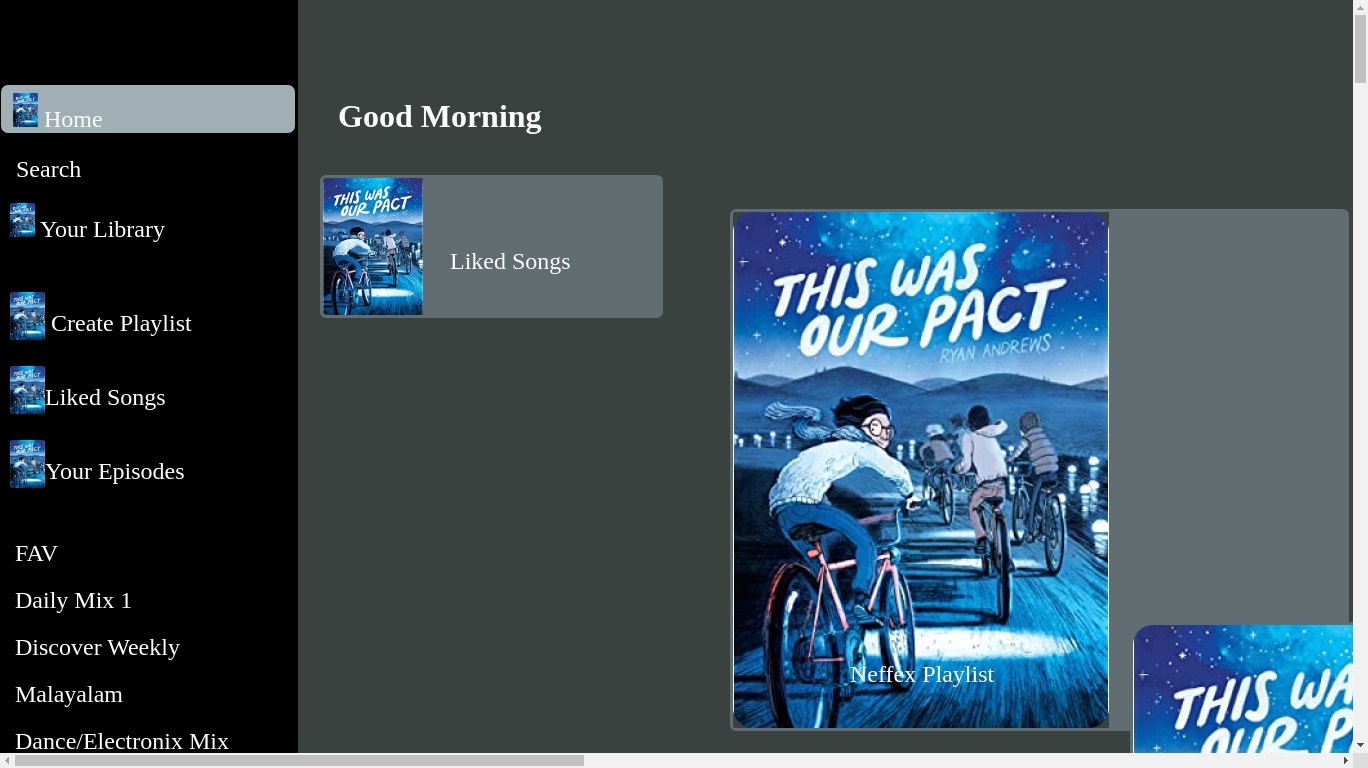 Home
Search
Your Library
Create Playlist
Liked Songs
Your Episodes
FAV
Daily Mix 1
Discover Weekly
Malayalam
Dance/Electronix Mix
Good Morning
THIS WAS
OUR PACT
Liked Songs
THIS WAS
OUR PACT
RYAN ANDREWS
Neffex Playlist
THIS WA
OUR P